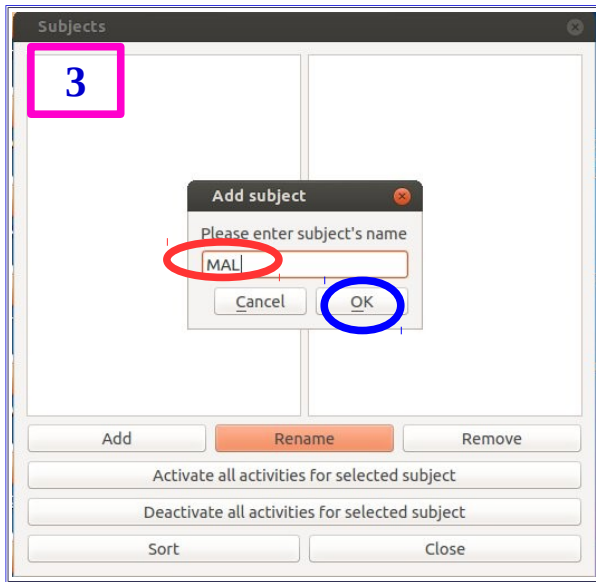 Subjects
3
Add subject
Please enter subject's name
MAL
Cancel OK
Add Rename Remove
Activate all activities for selected subject
Deactivate all activities for selected subject
Sort Close